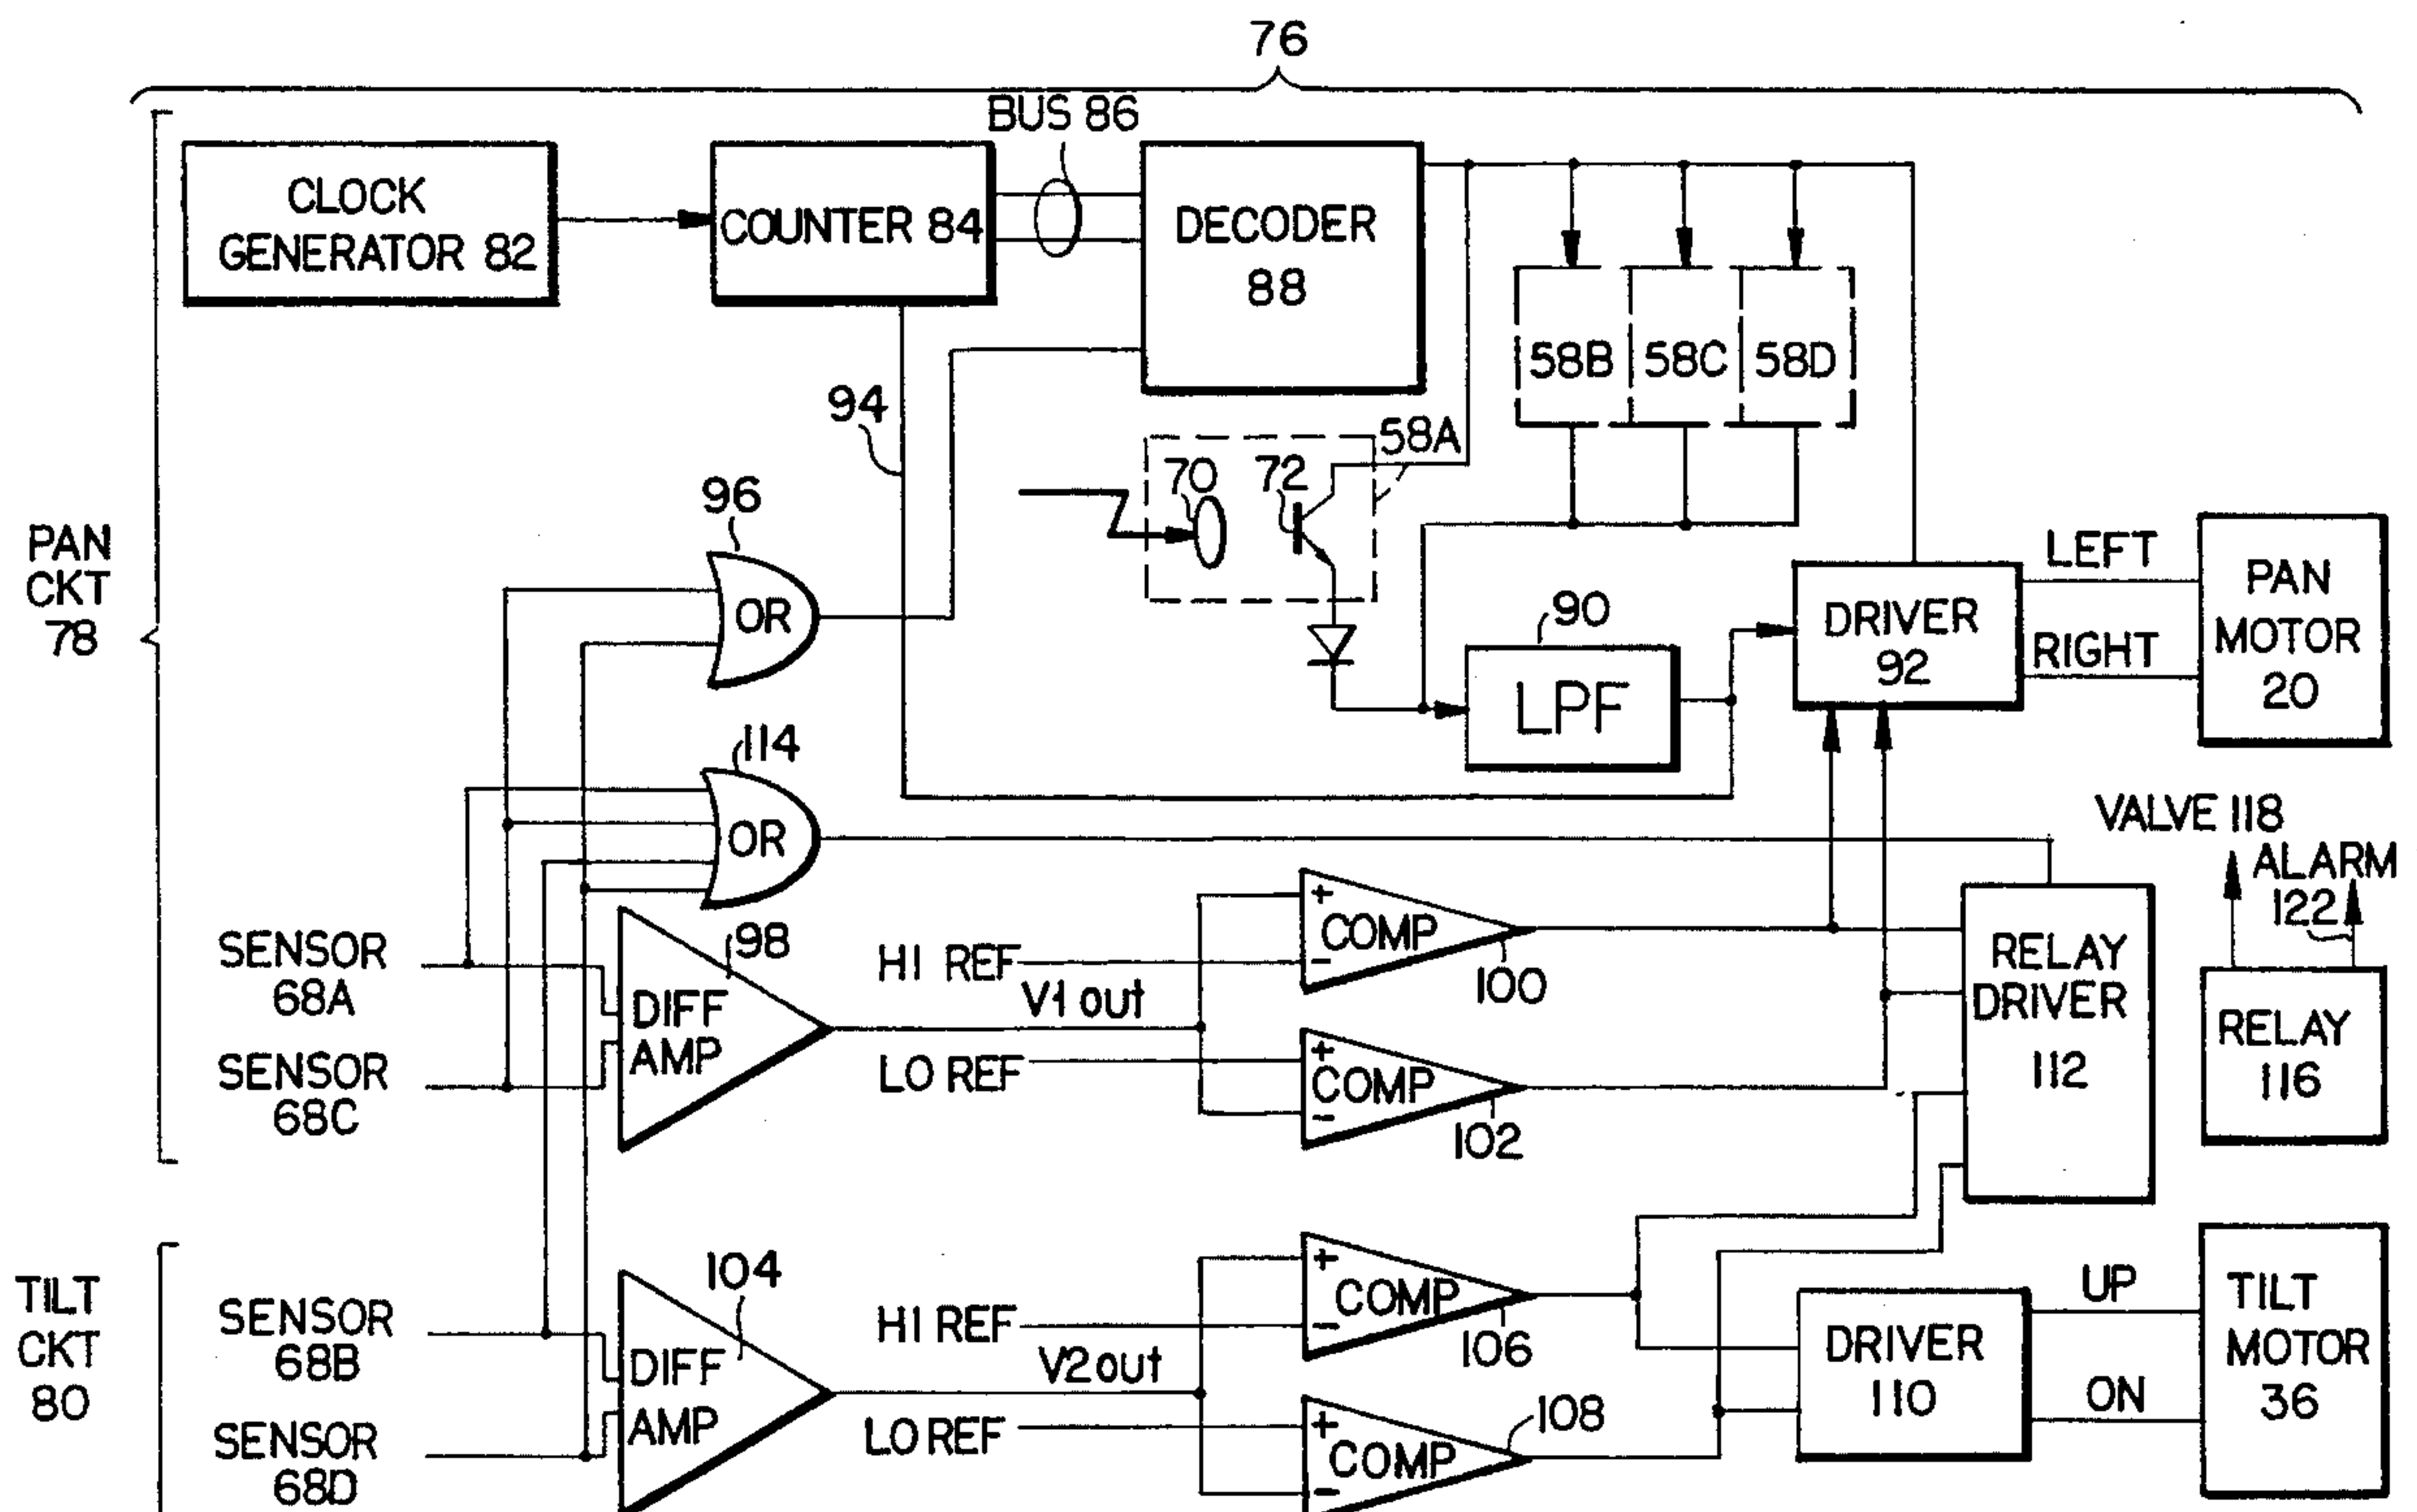 76
BUS 86
CLOCK
GENERATOR 82
COUNTER 84
DECODER
88
58B
58C
58D
94
58A
70
72
96
OR
PAN
CKT
78
90
LPF
DRIVER
92
LEFT
RIGHT
PAN
MOTOR
20
114
OR
VALVE 118
ALARM
122
SENSOR
68A
SENSOR
68C
98
DIFF
AMP
HI REF
V1 out
LO REF
+
COMP
-
100
+
COMP
-
102
RELAY
DRIVER
112
RELAY
116
TILT
CKT
80
SENSOR
68B
SENSOR
68D
104
DIFF
AMP
HI REF
V2 out
LO REF
+
COMP
-
106
+
COMP
-
108
DRIVER
110
UP
ON
TILT
MOTOR
36